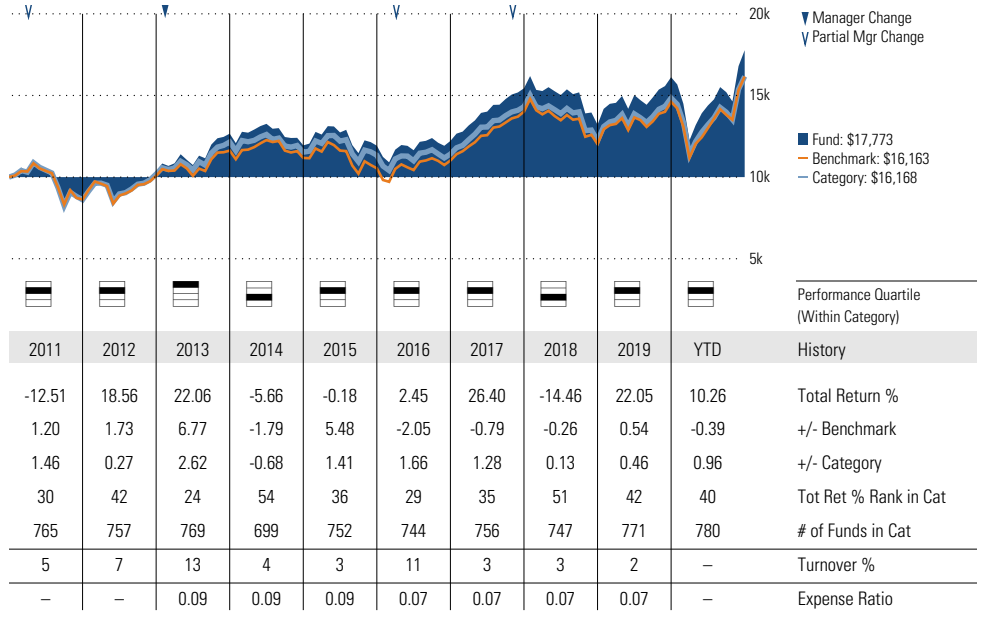 20k
▼ Manager Change
Partial Mgr Change
15k
Fund: $17,773
Benchmark: $16,163
Category: $16,168
10k
5k
Performance Quartile
(Within Category)
2011 2012 2013 2014 2015 2016 2017 2018 2019 YTD History
-12.51 18.56 22.06 -5.66 -0.18 2.45 26.40 -14.46 22.05 10.26 Total Return %
1.20 1.73 6.77 -1.79 5.48 -2.05 -0.79 -0.26 0.54 -0.39 +/- Benchmark
1.46 0.27 2.62 -0.68 1.41 1.66 1.28 0.13 0.46 0.96 +/- Category
30 42 24 54 36 29 35 51 42 40 Tot Ret % Rank in Cat
765 757 769 699 752 744 756 747 771 780 # of Funds in Cat
5 7 13 4 3 11 3 3 2 – Turnover %
– – 0.09 0.09 0.09 0.07 0.07 0.07 0.07 – Expense Ratio